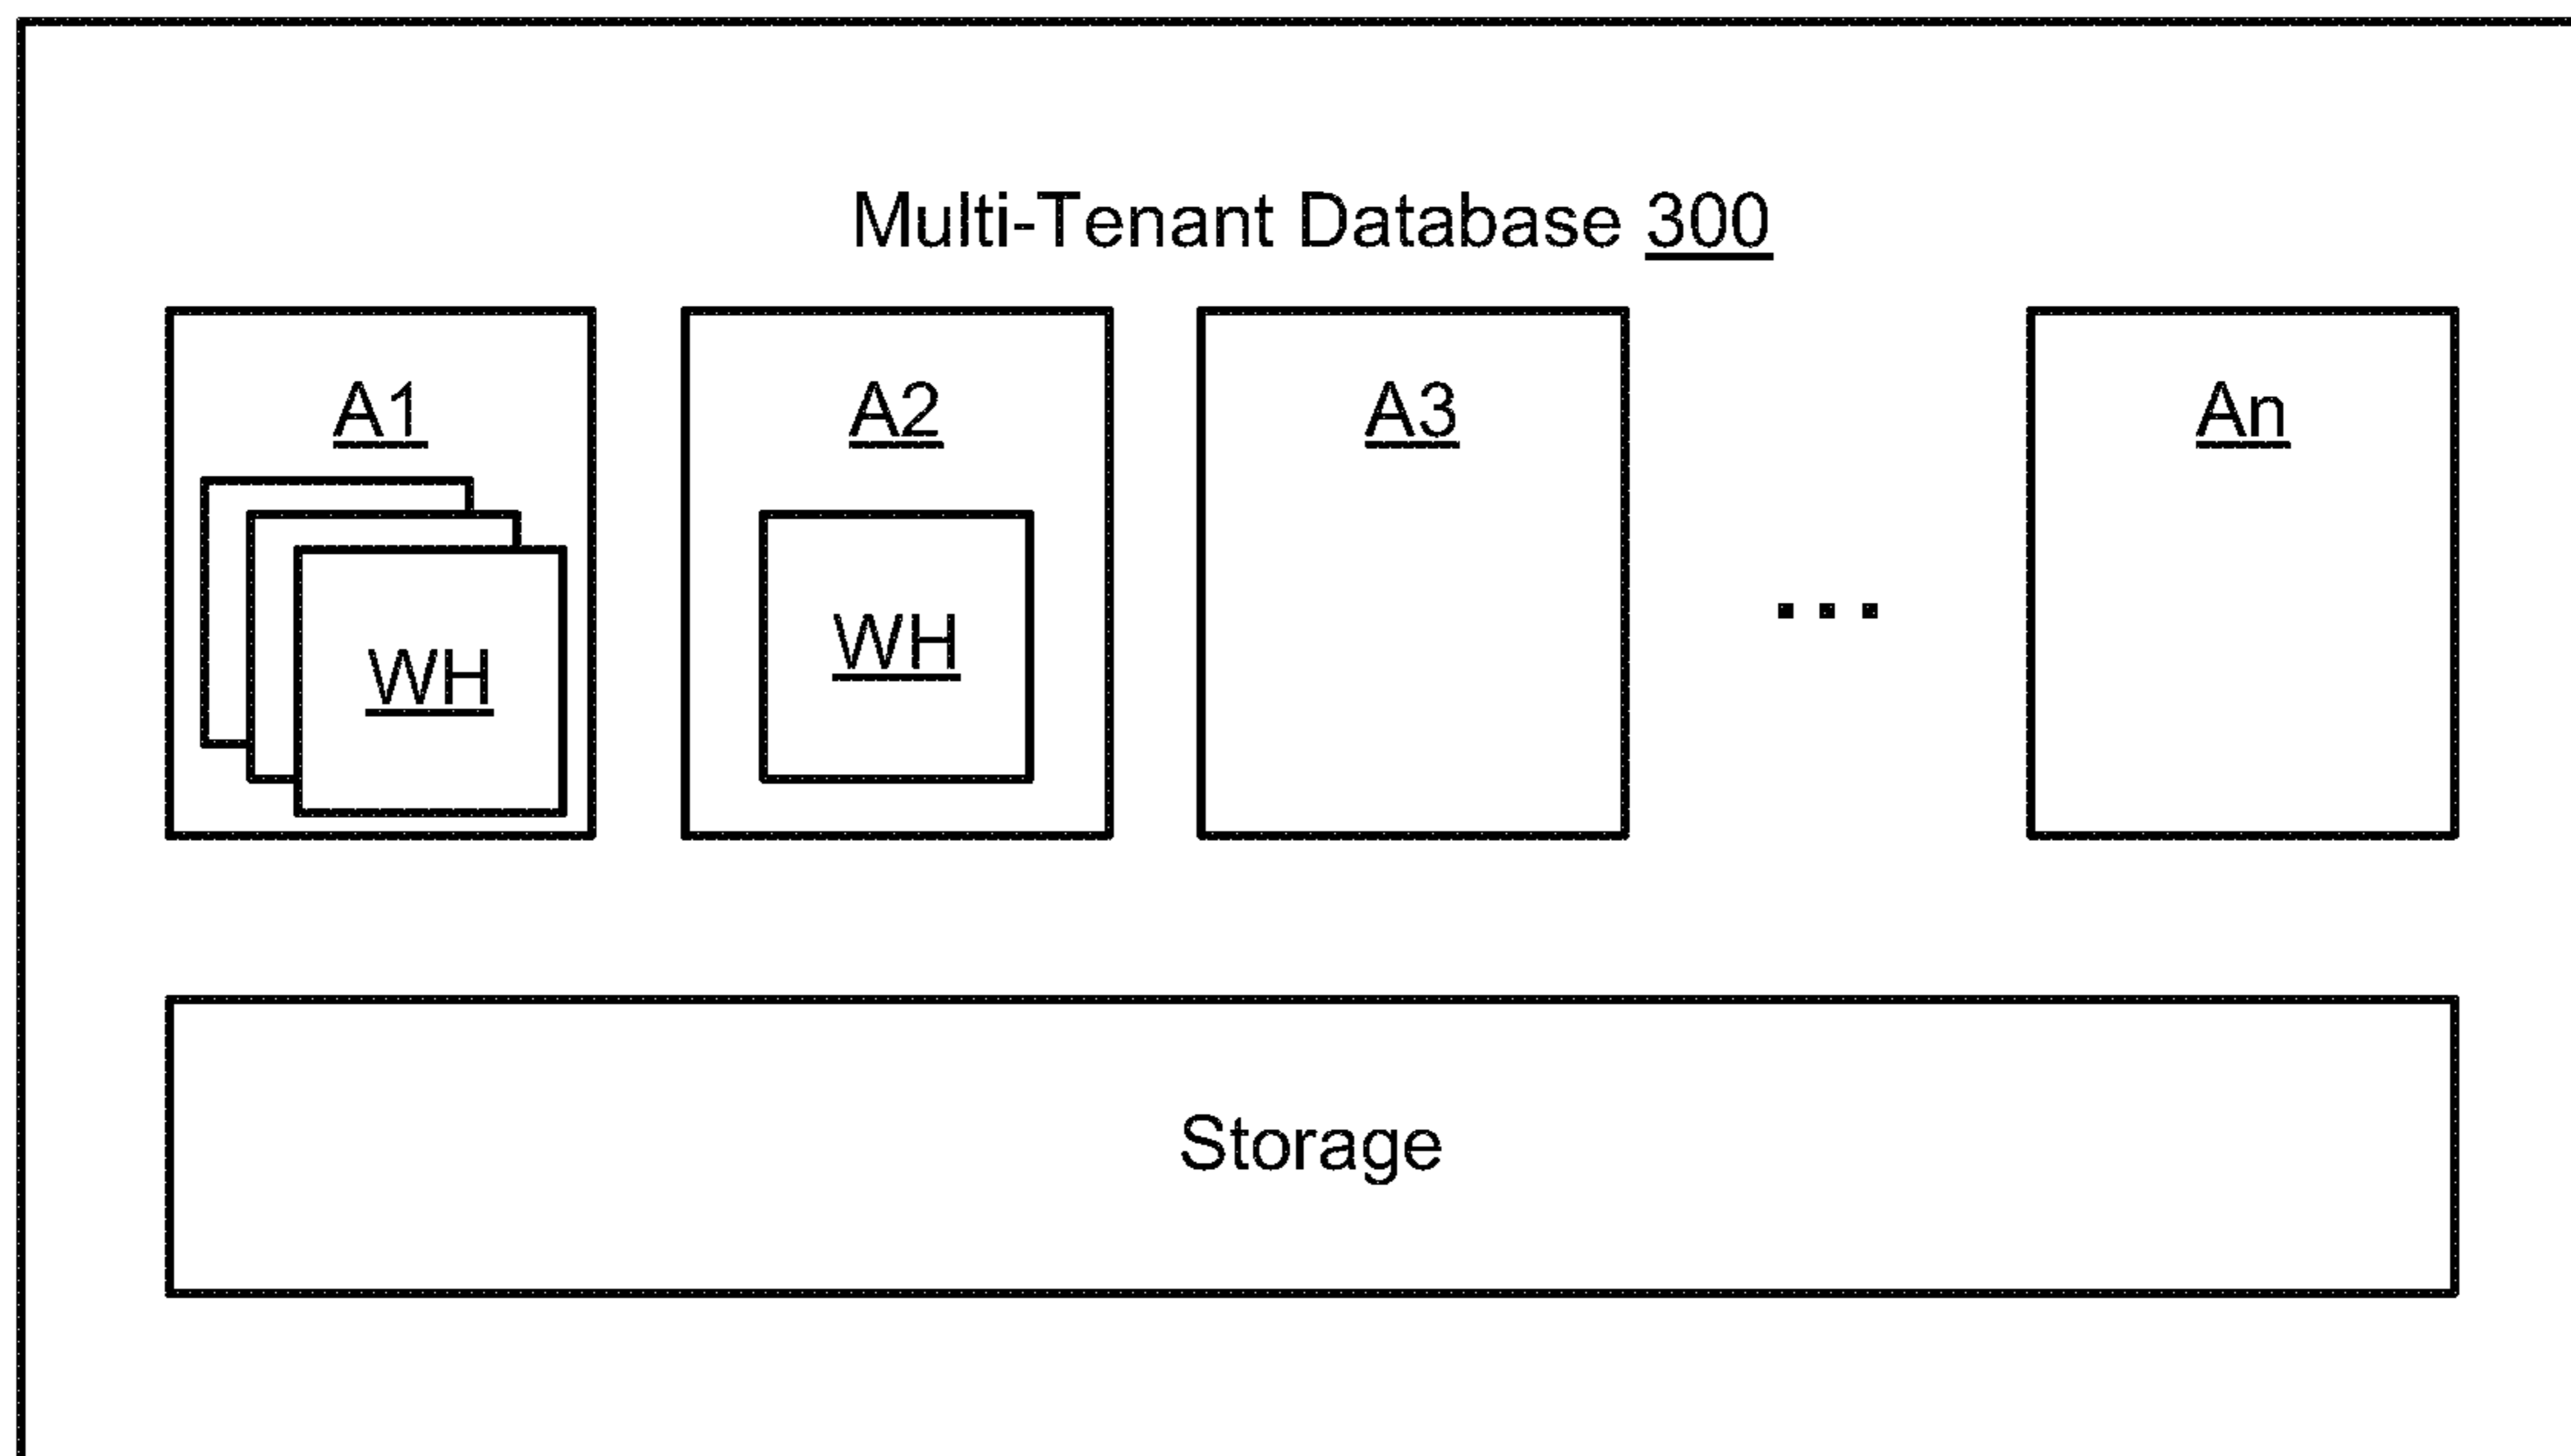 Multi-Tenant Database 300
A1 A2 A3 ... An
WH WH
Storage